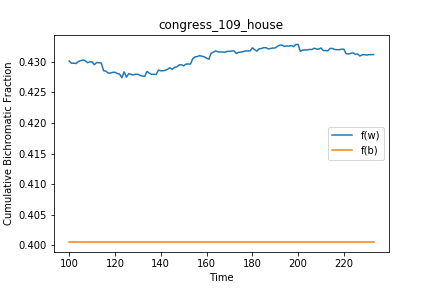 congress_109_house
Cumulative Bichromatic Fraction
0.430
0.425
0.420
0.415
0.410
0.405
0.400
f(w)
f(b)
100
120
140
160
180
200
220
Time